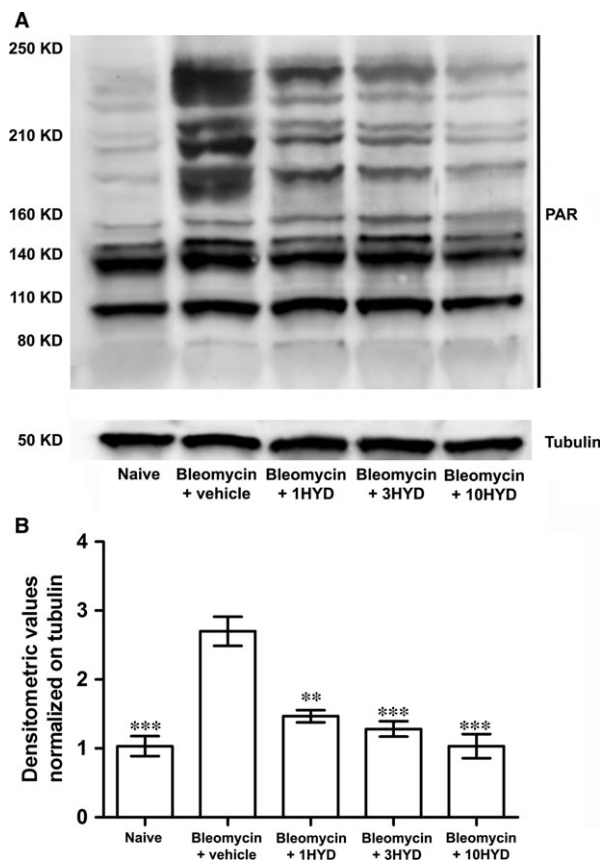 A
250 KD
210 KD
160 KD
140 KD
110 KD
80 KD
PAR
50 KD
Tubulin
Naive Bleomycin Bleomycin Bleomycin Bleomycin
+ vehicle + 1HYD + 3HYD + 10HYD
B
Densitometric values
normalized on tubulin
4
3
2
1
0
*** ** *** ***
Naive Bleomycin Bleomycin Bleomycin Bleomycin
+ vehicle + 1HYD + 3HYD + 10HYD